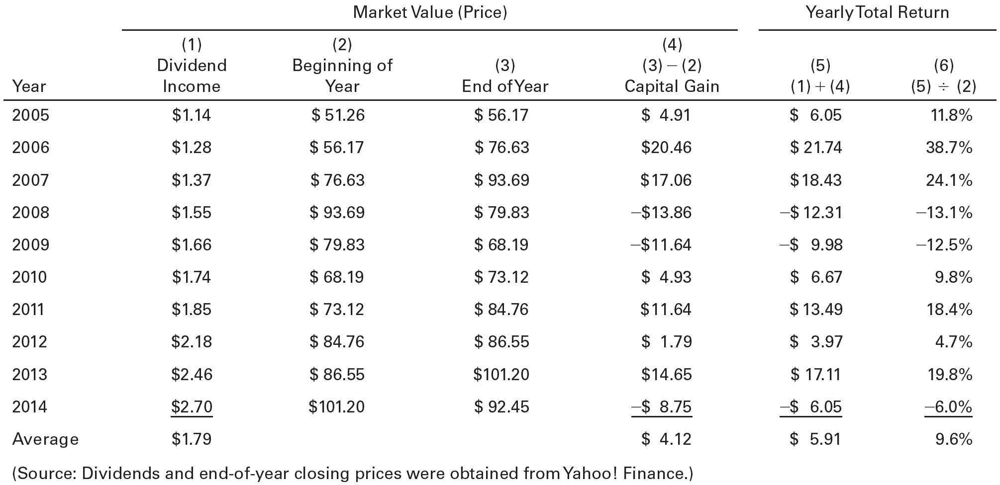 Market Value (Price) Yearly Total Return
(1) (2) (4)
Dividend Beginning of (3) (3) – (2) (5) (6)
Year Income Year End of Year Capital Gain (1) + (4) (5) ÷ (2)
2005 $1.14 $ 51.26 $ 56.17 $ 4.91 $ 6.05 11.8%
2006 $1.28 $ 56.17 $ 76.63 $20.46 $ 21.74 38.7%
2007 $1.37 $ 76.63 $ 93.69 $17.06 $18.43 24.1%
2008 $1.55 $ 93.69 $ 79.83 –$13.86 –$ 12.31 –13.1%
2009 $1.66 $ 79.83 $ 68.19 –$11.64 –$ 9.98 –12.5%
2010 $1.74 $ 68.19 $ 73.12 $ 4.93 $ 6.67 9.8%
2011 $1.85 $ 73.12 $ 84.76 $11.64 $ 13.49 18.4%
2012 $2.18 $ 84.76 $ 86.55 $ 1.79 $ 3.97 4.7%
2013 $2.46 $ 86.55 $101.20 $14.65 $ 17.11 19.8%
2014 $2.70 $101.20 $ 92.45 –$ 8.75 –$ 6.05 –6.0%
Average $1.79 $ 4.12 $ 5.91 9.6%
(Source: Dividends and end-of-year closing prices were obtained from Yahoo! Finance.)